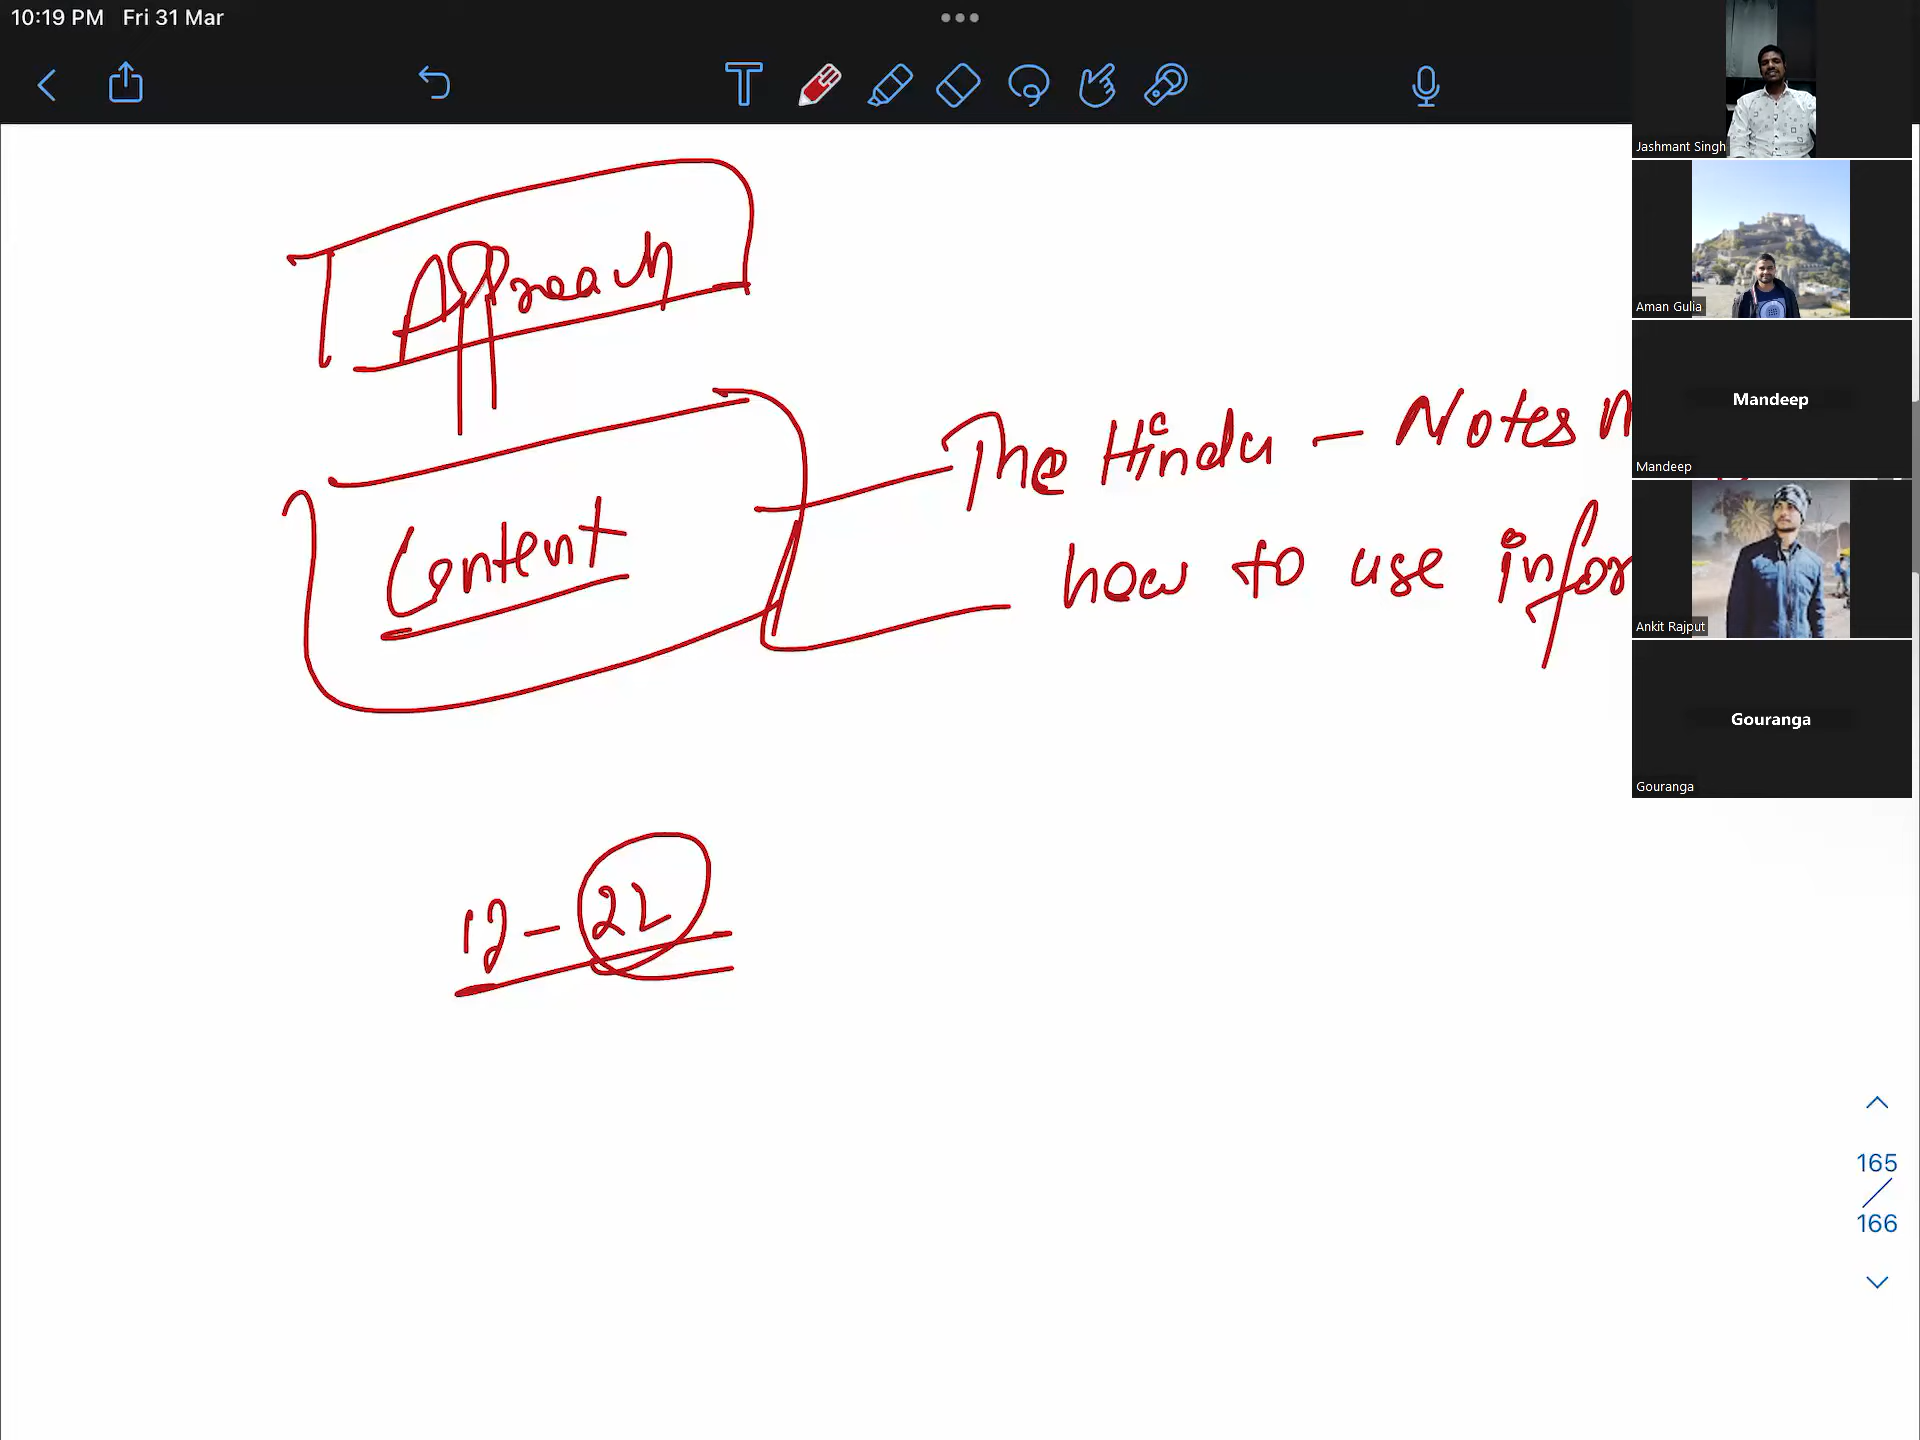 10:19 PM Fri 31 Mar
Jashmant Singh
Approach
Aman Gulia
The Hindu - Notes
Mandeep
Mandeep
Content
how to use infor
Ankit Rajput
Gouranga
Gouranga
12-22
165
166